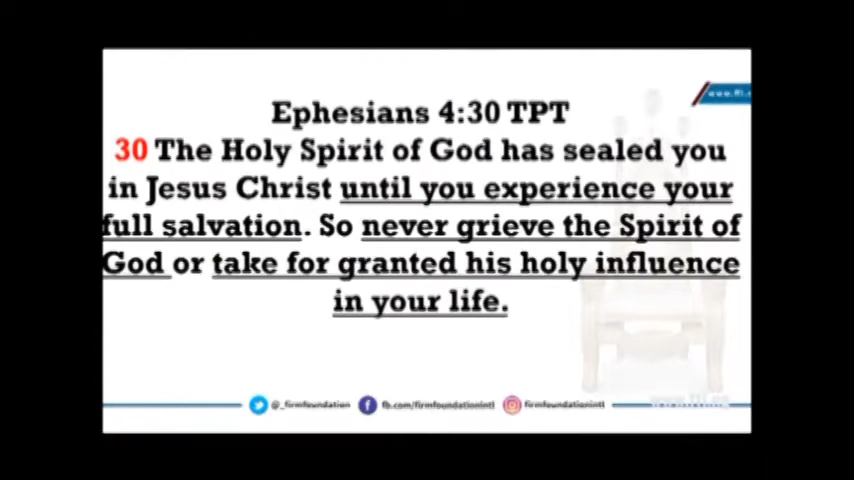 Ephesians 4:30 TPT
30 The Holy Spirit of God has sealed you
in Jesus Christ until you experience your
full salvation. So never grieve the Spirit of
God or take for granted his holy influence
in your life.
@_firmfoundation fb.com/firmfoundationintl firmfoundationintl